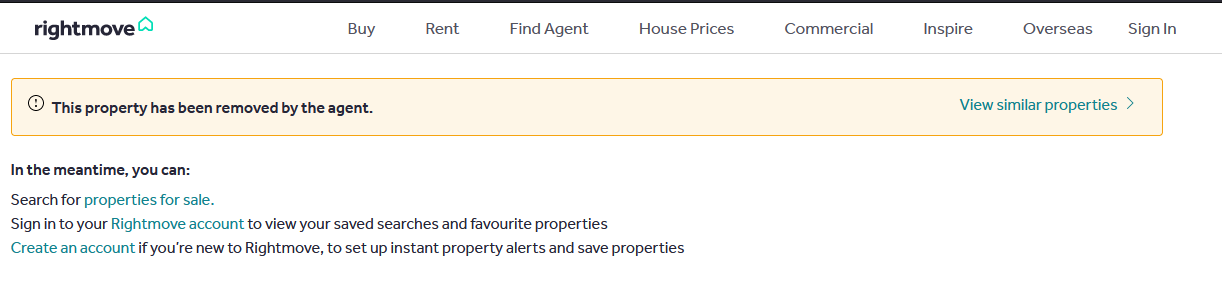 rightmove
Buy Rent Find Agent House Prices Commercial Inspire Overseas Sign In
This property has been removed by the agent. View similar properties
In the meantime, you can:
Search for properties for sale.
Sign in to your Rightmove account to view your saved searches and favourite properties
Create an account if you're new to Rightmove, to set up instant property alerts and save properties